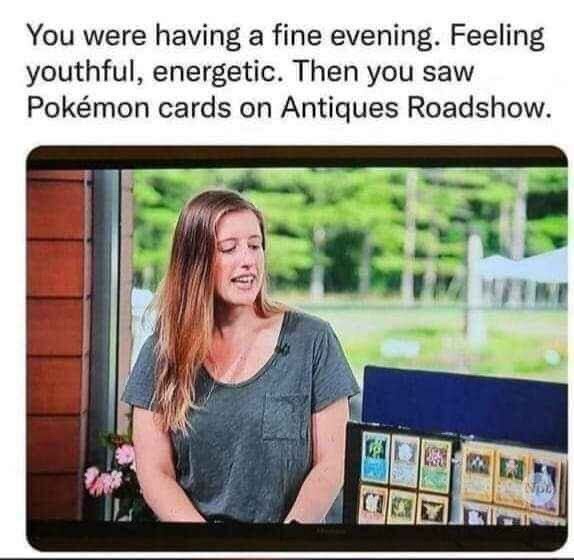 You were having a fine evening. Feeling
youthful, energetic. Then you saw
Pokémon cards on Antiques Roadshow.